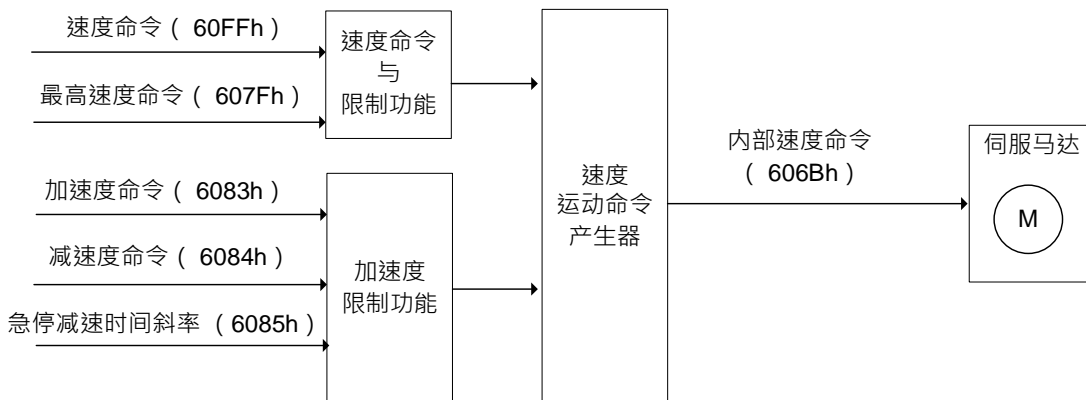 速度命令 ( 60FFh )
最高速度命令 ( 607Fh )
速度命令
与
限制功能
加速度命令 ( 6083h )
减速度命令 ( 6084h )
急停减速时间斜率 ( 6085h )
加速度
限制功能
速度
运动命令
产生器
内部速度命令
( 606Bh )
伺服马达
M